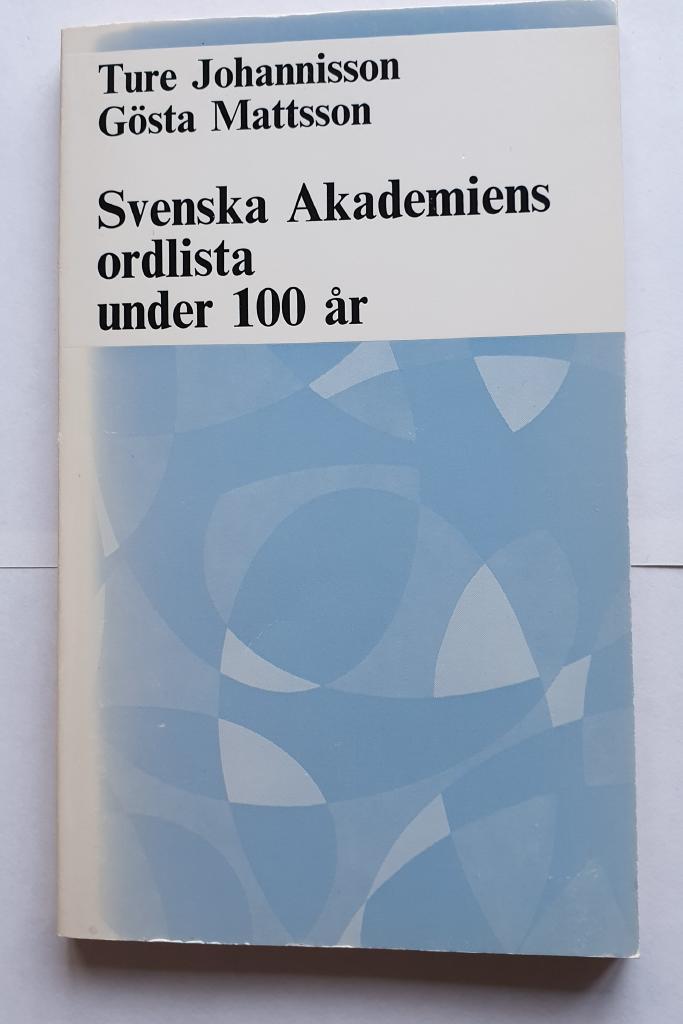 Ture Johannisson
Gösta Mattsson
Svenska Akademiens
ordlista
under 100 år